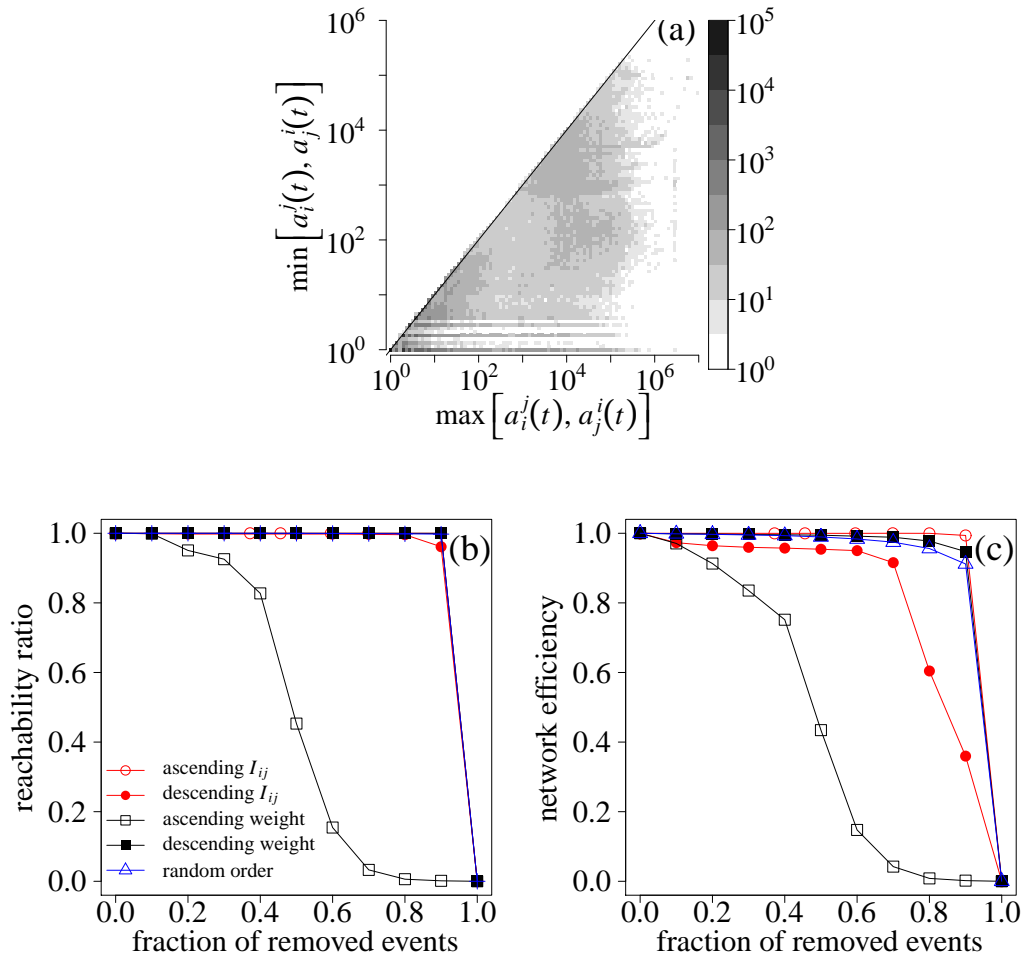 (a)
10^6
10^4
10^2
10^0
min [a_i^j(t), a_j^i(t)]
10^0 10^2 10^4 10^6
max [a_i^j(t), a_j^i(t)]
10^5
10^4
10^3
10^2
10^1
10^0
(b)
1.0
0.8
0.6
0.4
0.2
0.0
reachability ratio
ascending I_{ij}
descending I_{ij}
ascending weight
descending weight
random order
0.0 0.2 0.4 0.6 0.8 1.0
fraction of removed events
(c)
1.0
0.8
0.6
0.4
0.2
0.0
network efficiency
0.0 0.2 0.4 0.6 0.8 1.0
fraction of removed events